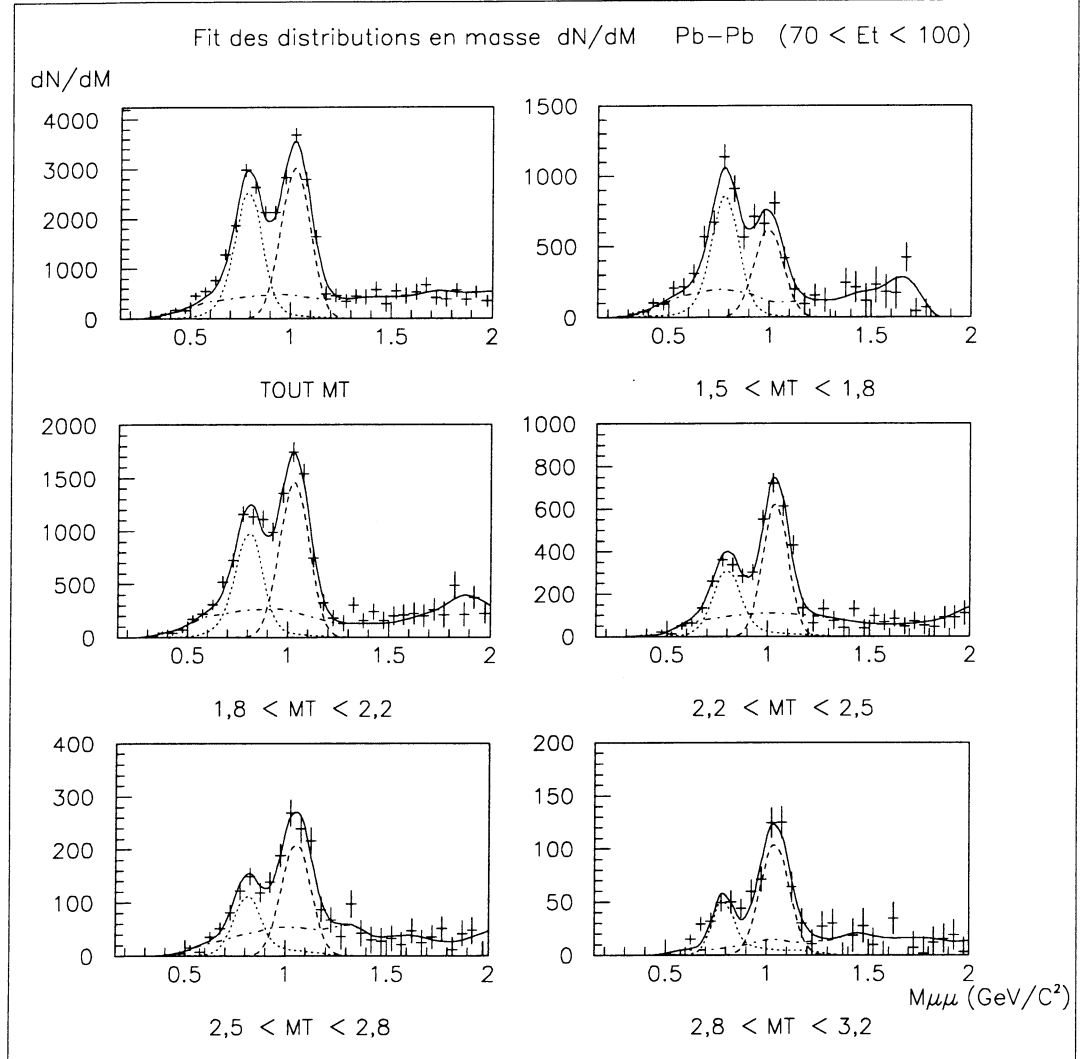 Fit des distributions en masse dN/dM Pb-Pb (70 < Et < 100)
dN/dM
4000
3000
2000
1000
0
0.5 1 1.5 2
TOUT MT
1500
1000
500
0
0.5 1 1.5 2
1,5 < MT < 1,8
2000
1500
1000
500
0
0.5 1 1.5 2
1,8 < MT < 2,2
1000
800
600
400
200
0
0.5 1 1.5 2
2,2 < MT < 2,5
400
300
200
100
0
0.5 1 1.5 2
2,5 < MT < 2,8
200
150
100
50
0
0.5 1 1.5 2
Mμμ (GeV/C²)
2,8 < MT < 3,2